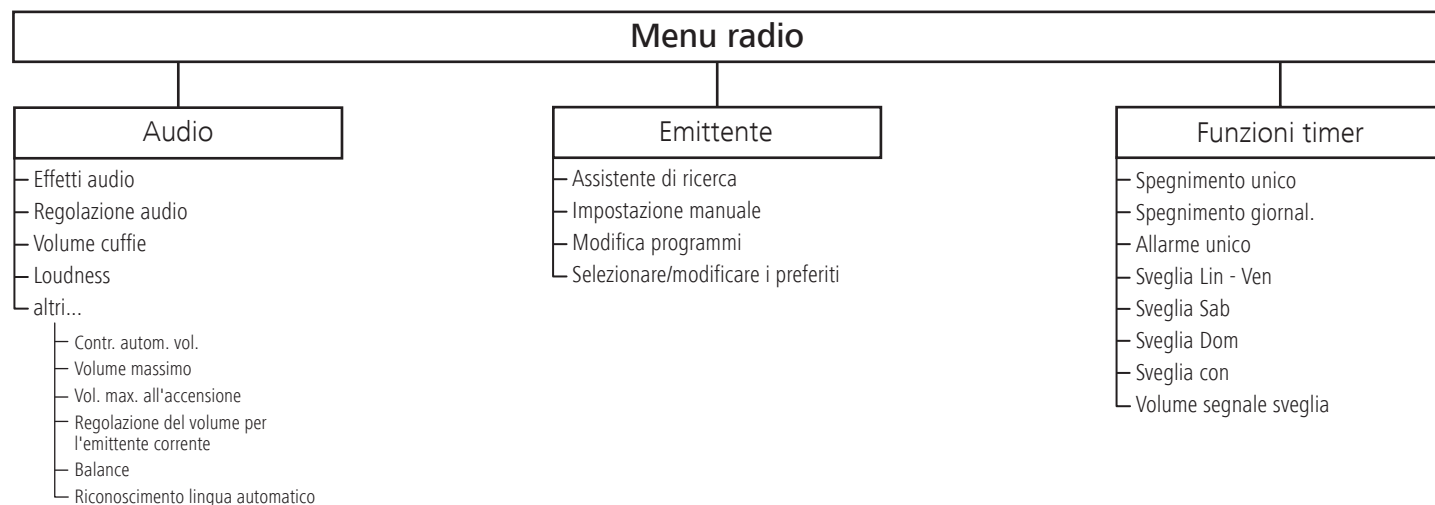 Menu radio
Audio
Effetti audio
Regolazione audio
Volume cuffie
Loudness
altri...
Contr. autom. vol.
Volume massimo
Vol. max. all'accensione
Regolazione del volume per
l'emittente corrente
Balance
Riconoscimento lingua automatico
Emittente
Assistente di ricerca
Impostazione manuale
Modifica programmi
Selezionare/modificare i preferiti
Funzioni timer
Spegnimento unico
Spegnimento giornal.
Allarme unico
Sveglia Lin - Ven
Sveglia Sab
Sveglia Dom
Sveglia con
Volume segnale sveglia